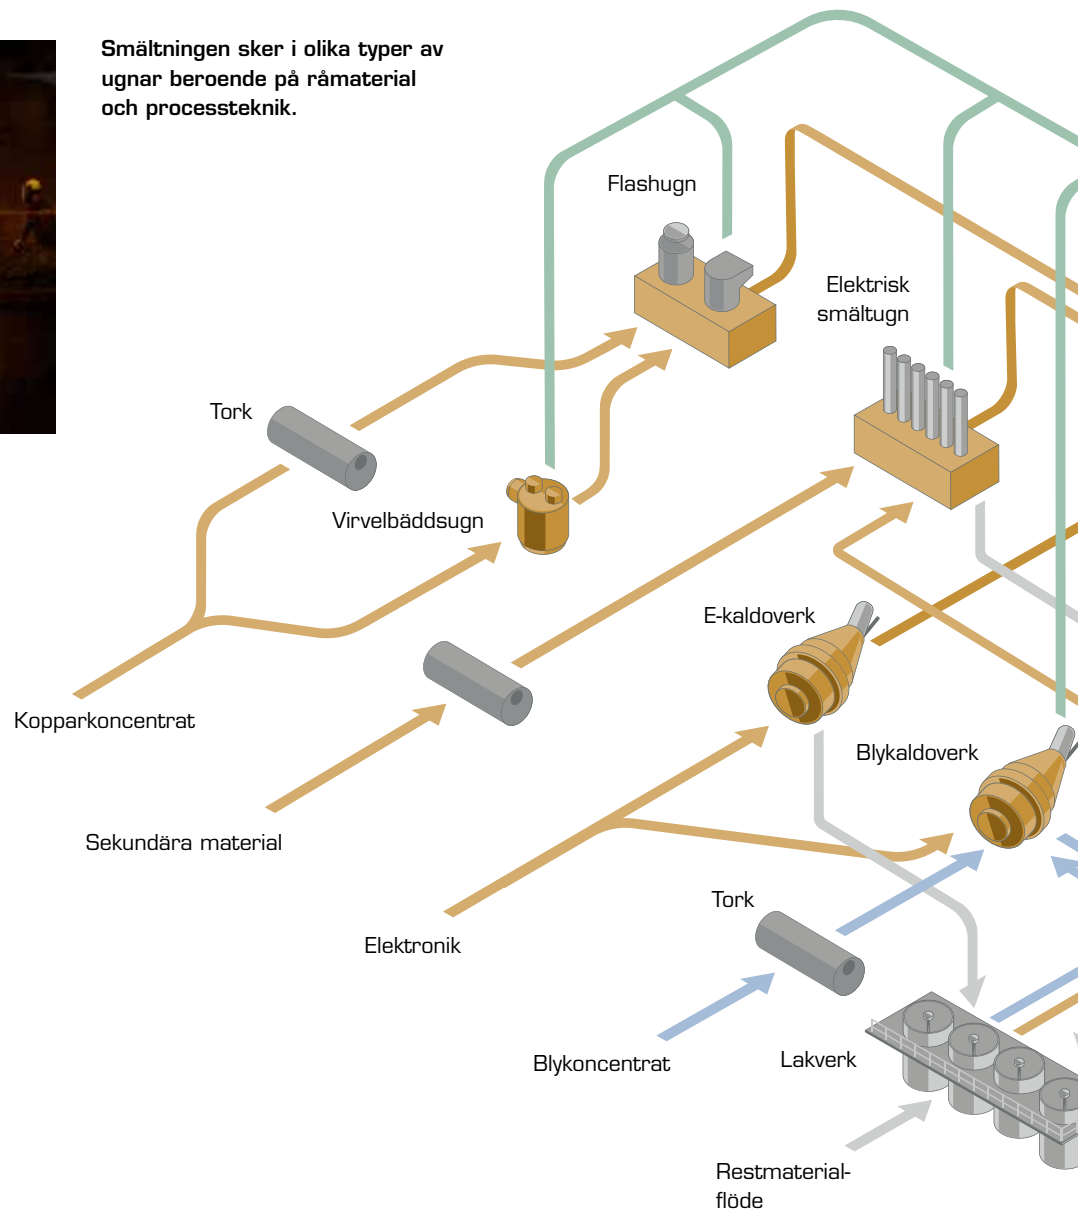 Smältningen sker i olika typer av
ugnar beroende på råmaterial
och processteknik.
Flashugn
Elektrisk
smältugn
Tork
Virvelbäddsugn
E-kaldoverk
Kopparkoncentrat
Blykaldoverk
Sekundära material
Tork
Elektronik
Blykoncentrat
Lakverk
Restmaterial-
flöde